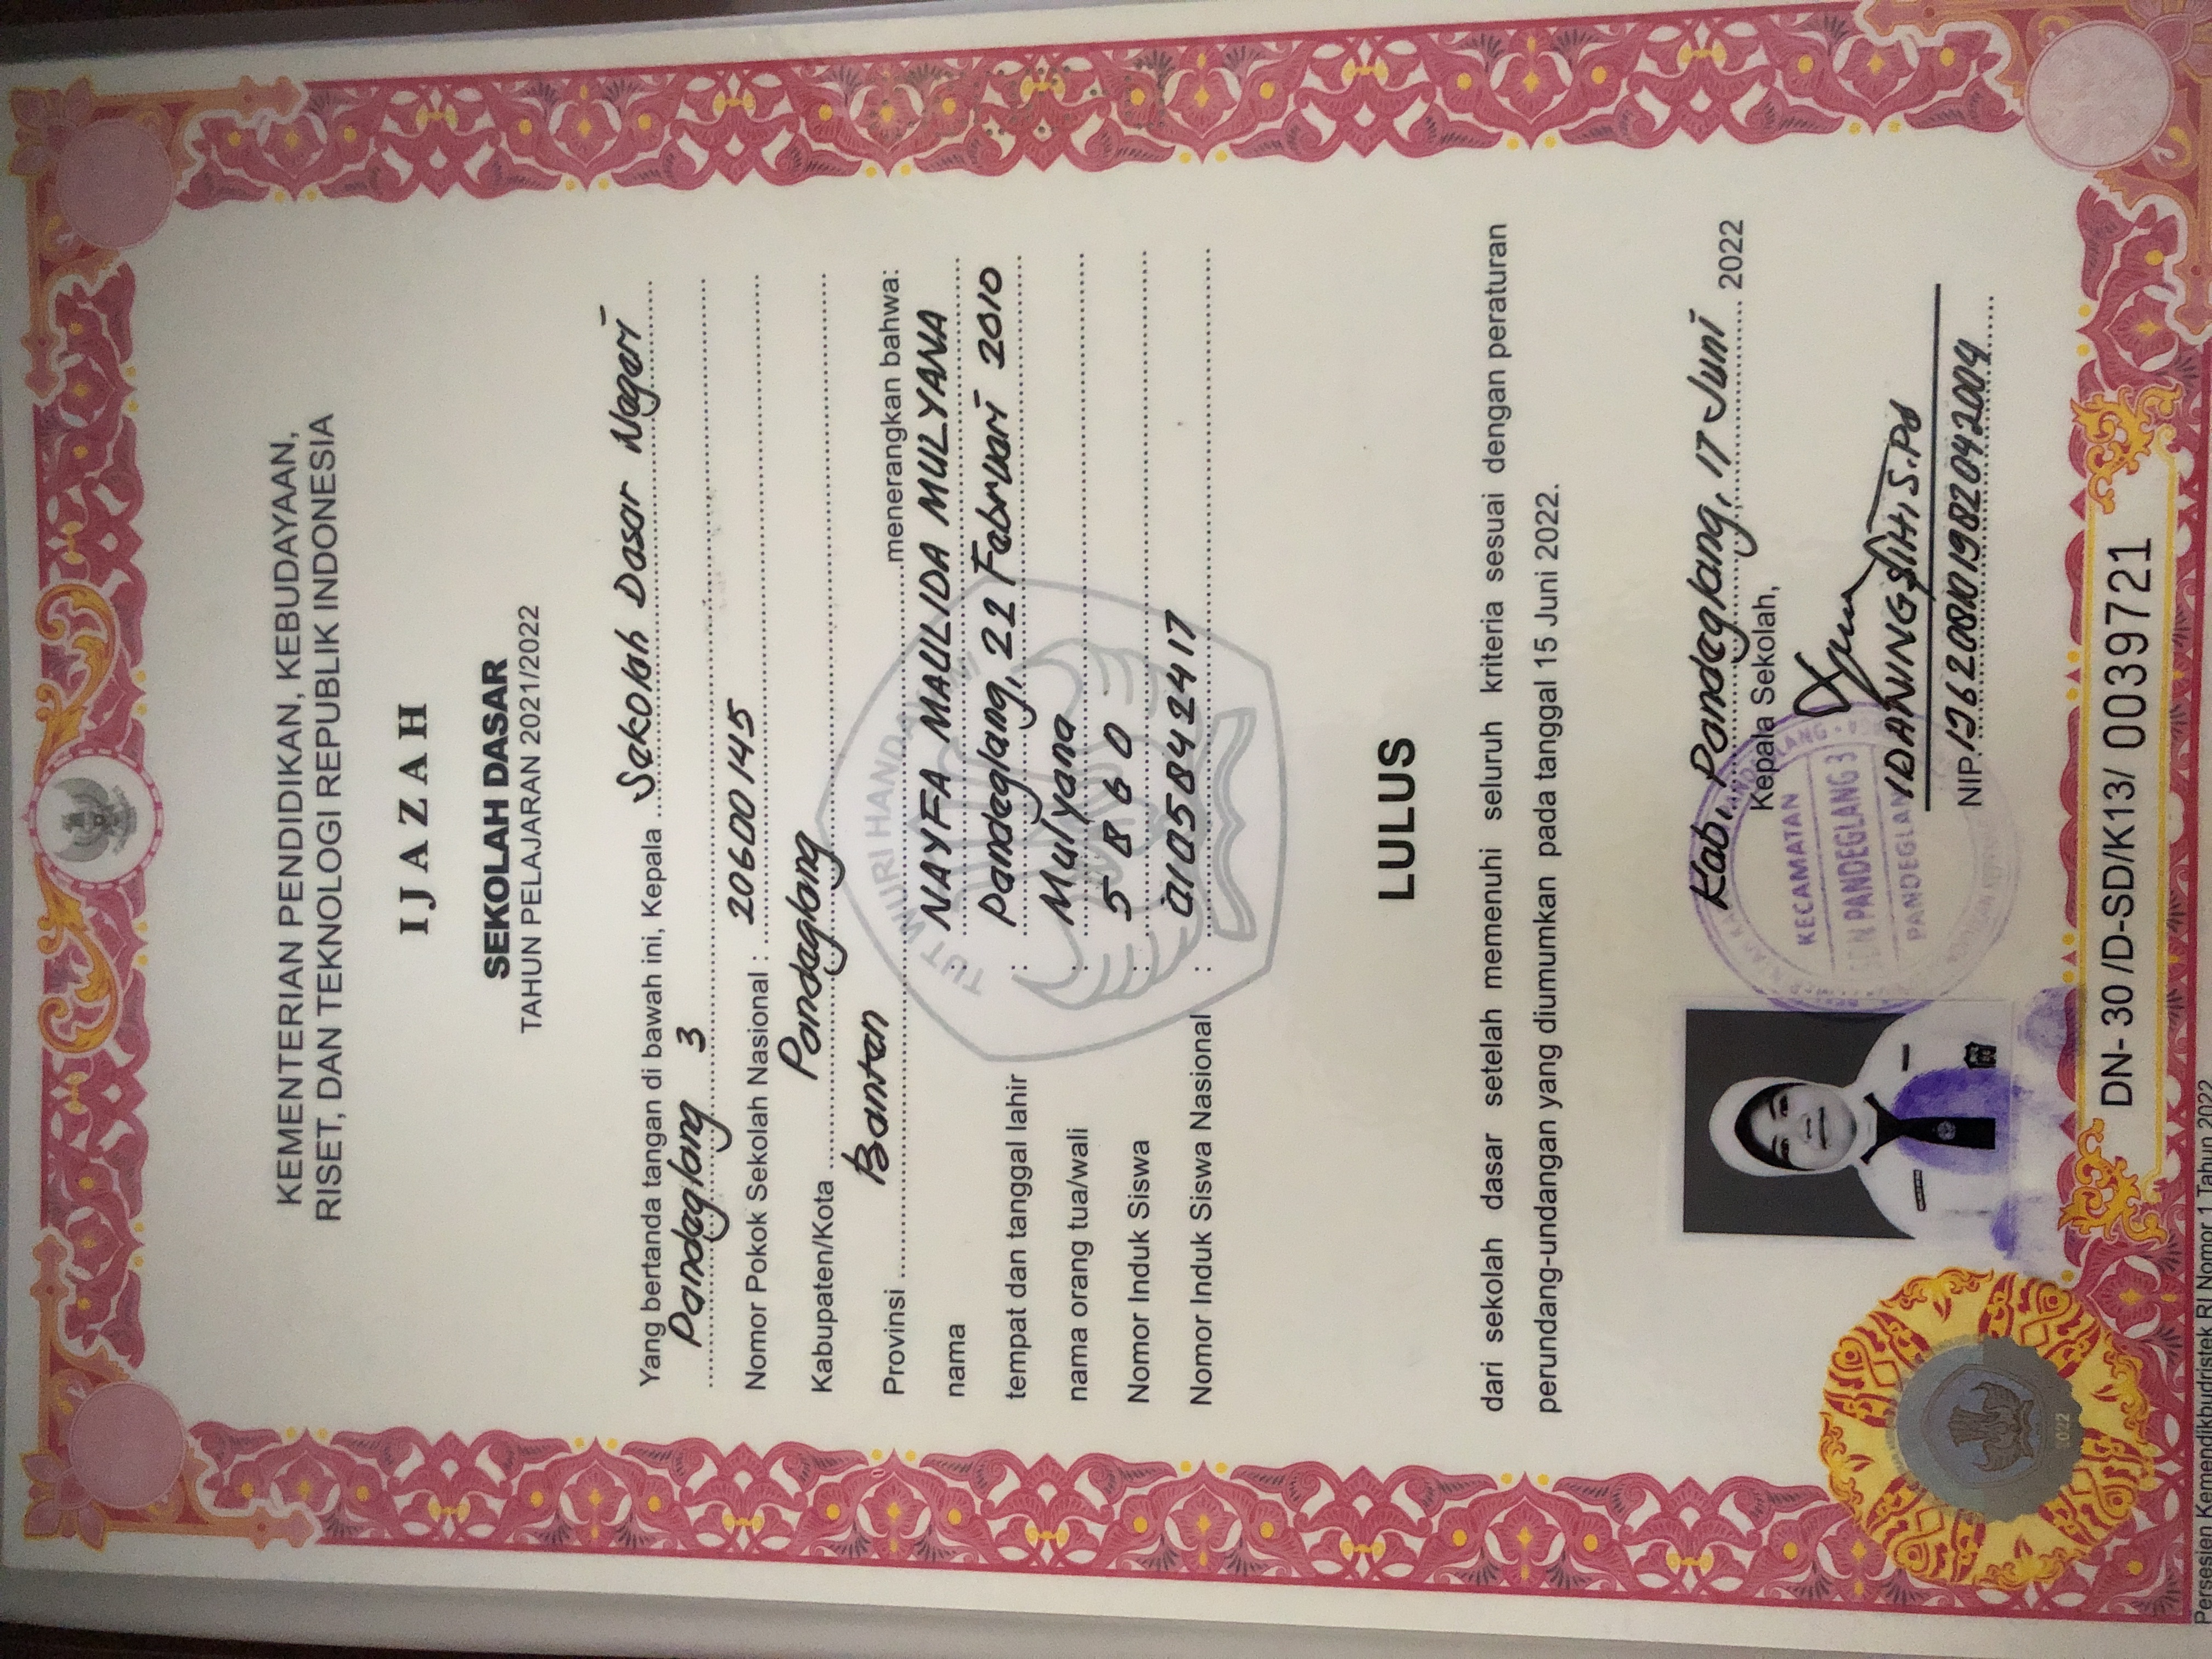 KEMENTERIAN PENDIDIKAN, KEBUDAYAAN,
RISET, DAN TEKNOLOGI REPUBLIK INDONESIA
IJAZAH
SEKOLAH DASAR
TAHUN PELAJARAN 2021/2022
Yang bertanda tangan di bawah ini, Kepala Sekolah Dasar Negeri
Pandeglang 3
Nomor Pokok Sekolah Nasional : 20600145
Kabupaten/Kota Pandeglang
Provinsi Banten menerangkan bahwa:
nama : NAYFA MAULIDA MULYANA
tempat dan tanggal lahir : Pandeglang, 22 Februari 2010
nama orang tua/wali : Mulyana
Nomor Induk Siswa : 5860
Nomor Induk Siswa Nasional : 0105842417
TUT WURI HANDAYANI
LULUS
dari sekolah dasar setelah memenuhi seluruh kriteria sesuai dengan peraturan
perundang-undangan yang diumumkan pada tanggal 15 Juni 2022.
Kab. Pandeglang, 17 Juni 2022
Kepala Sekolah,
KECAMATAN
SDN PANDEGLANG 3
PANDEGLANG
IDANINGSIH, S.Pd
NIP. 196208101982042004
2022
DN- 30 /D-SD/K13/ 0039721
Persesjen Kemendikbudristek RI Nomor 1 Tahun 2022